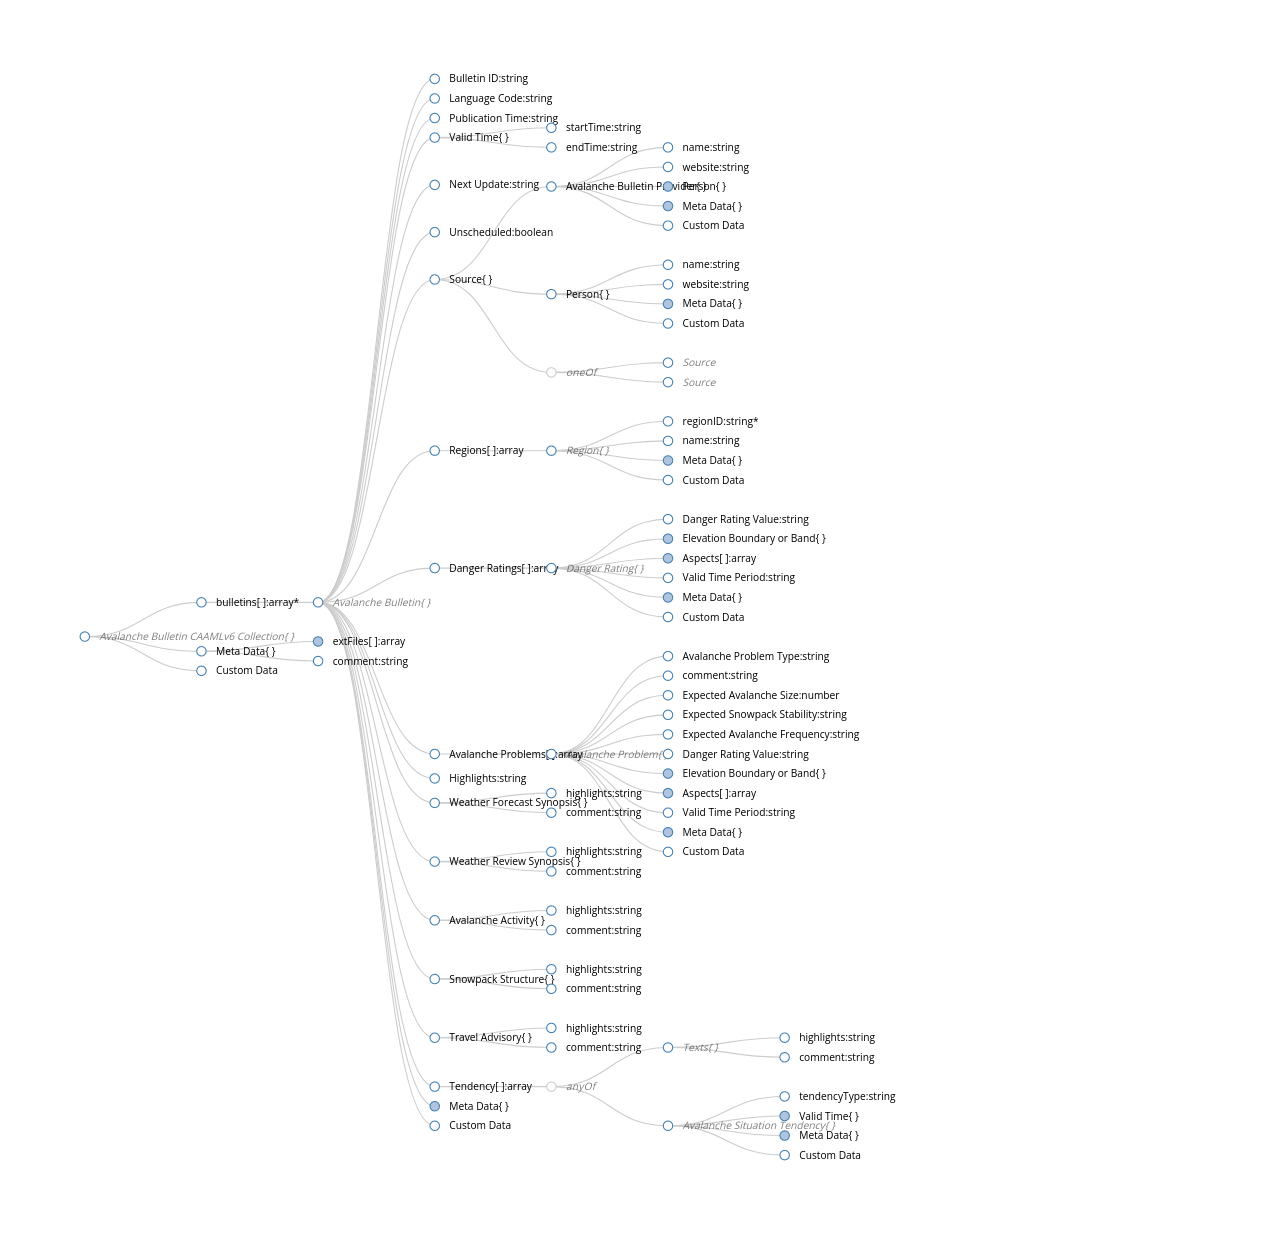 Avalanche Bulletin CAAMLv6 Collection{ }
bulletins[ ]:array*
Avalanche Bulletin{ }
Bulletin ID:string
Language Code:string
Publication Time:string
Valid Time{ }
startTime:string
endTime:string
Next Update:string
Unscheduled:boolean
Source{ }
Avalanche Bulletin Provider{ }
name:string
website:string
Person{ }
Meta Data{ }
Custom Data
Person{ }
name:string
website:string
Meta Data{ }
Custom Data
oneOf
Source
Source
Regions[ ]:array
Region{ }
regionID:string*
name:string
Meta Data{ }
Custom Data
Danger Ratings[ ]:array
Danger Rating{ }
Danger Rating Value:string
Elevation Boundary or Band{ }
Aspects[ ]:array
Valid Time Period:string
Meta Data{ }
Custom Data
Avalanche Problems[ ]:array
Avalanche Problem{ }
Avalanche Problem Type:string
comment:string
Expected Avalanche Size:number
Expected Snowpack Stability:string
Expected Avalanche Frequency:string
Danger Rating Value:string
Elevation Boundary or Band{ }
Aspects[ ]:array
Valid Time Period:string
Meta Data{ }
Custom Data
Highlights:string
Weather Forecast Synopsis{ }
highlights:string
comment:string
Weather Review Synopsis{ }
highlights:string
comment:string
Avalanche Activity{ }
highlights:string
comment:string
Snowpack Structure{ }
highlights:string
comment:string
Travel Advisory{ }
highlights:string
comment:string
Tendency[ ]:array
anyOf
Texts{ }
highlights:string
comment:string
Avalanche Situation Tendency{ }
tendencyType:string
Valid Time{ }
Meta Data{ }
Custom Data
Meta Data{ }
Custom Data
Meta Data{ }
extFiles[ ]:array
comment:string
Custom Data